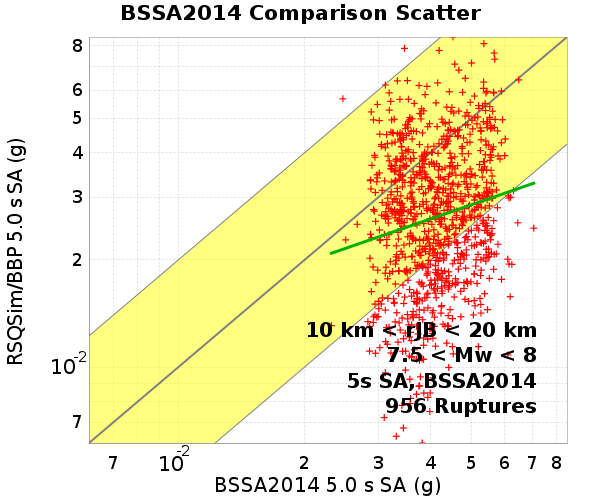 BSSA2014 Comparison Scatter
RSQSim/BBP 5.0 s SA (g)
8
6
5
4
3
2
10-2
7
10 km < rJB < 20 km
7.5 < Mw < 8
5s SA, BSSA2014
956 Ruptures
7 10-2 2 3 4 5 6 7 8
BSSA2014 5.0 s SA (g)